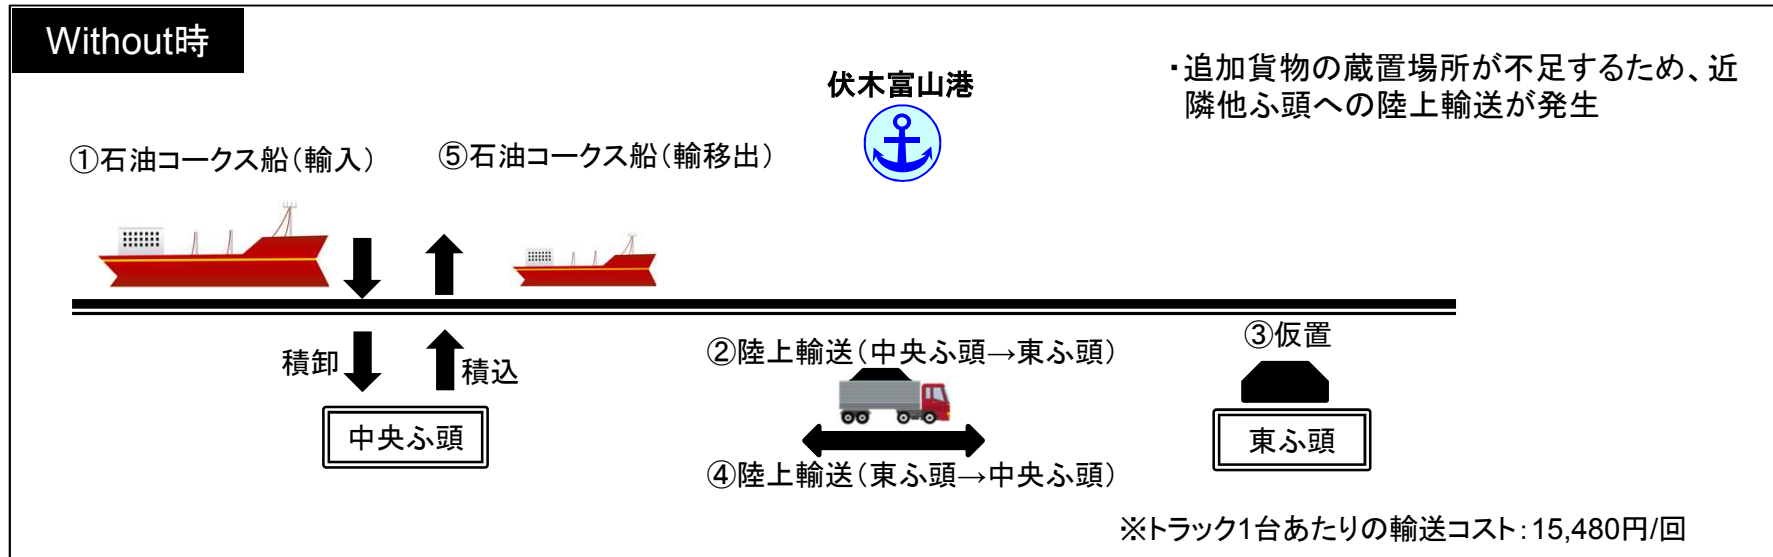 Without時
伏木富山港
・追加貨物の蔵置場所が不足するため、近
隣他ふ頭への陸上輸送が発生
①石油コークス船(輸入)
⑤石油コークス船(輸移出)
積卸
積込
中央ふ頭
②陸上輸送(中央ふ頭→東ふ頭)
④陸上輸送(東ふ頭→中央ふ頭)
③仮置
東ふ頭
※トラック1台あたりの輸送コスト:15,480円/回